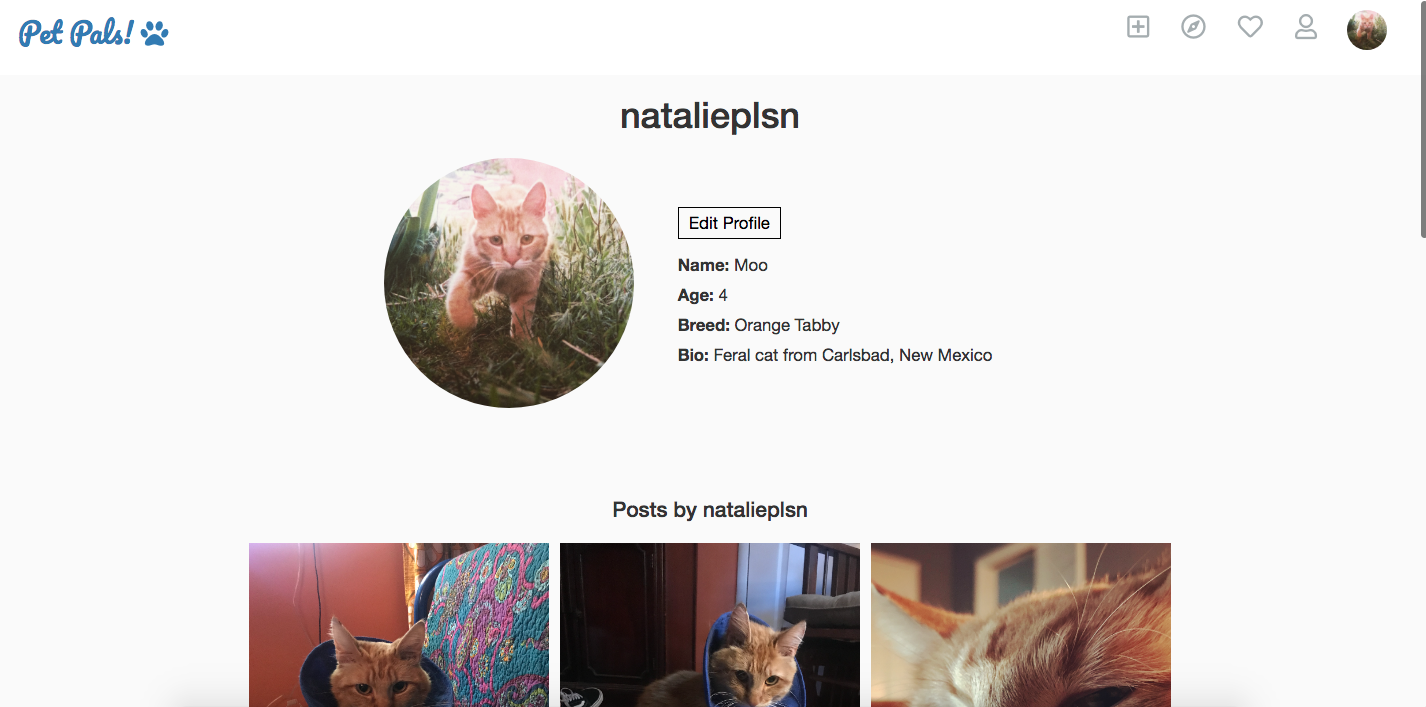 Pet Pals!
natalieplsn
Edit Profile
Name: Moo
Age: 4
Breed: Orange Tabby
Bio: Feral cat from Carlsbad, New Mexico
Posts by natalieplsn